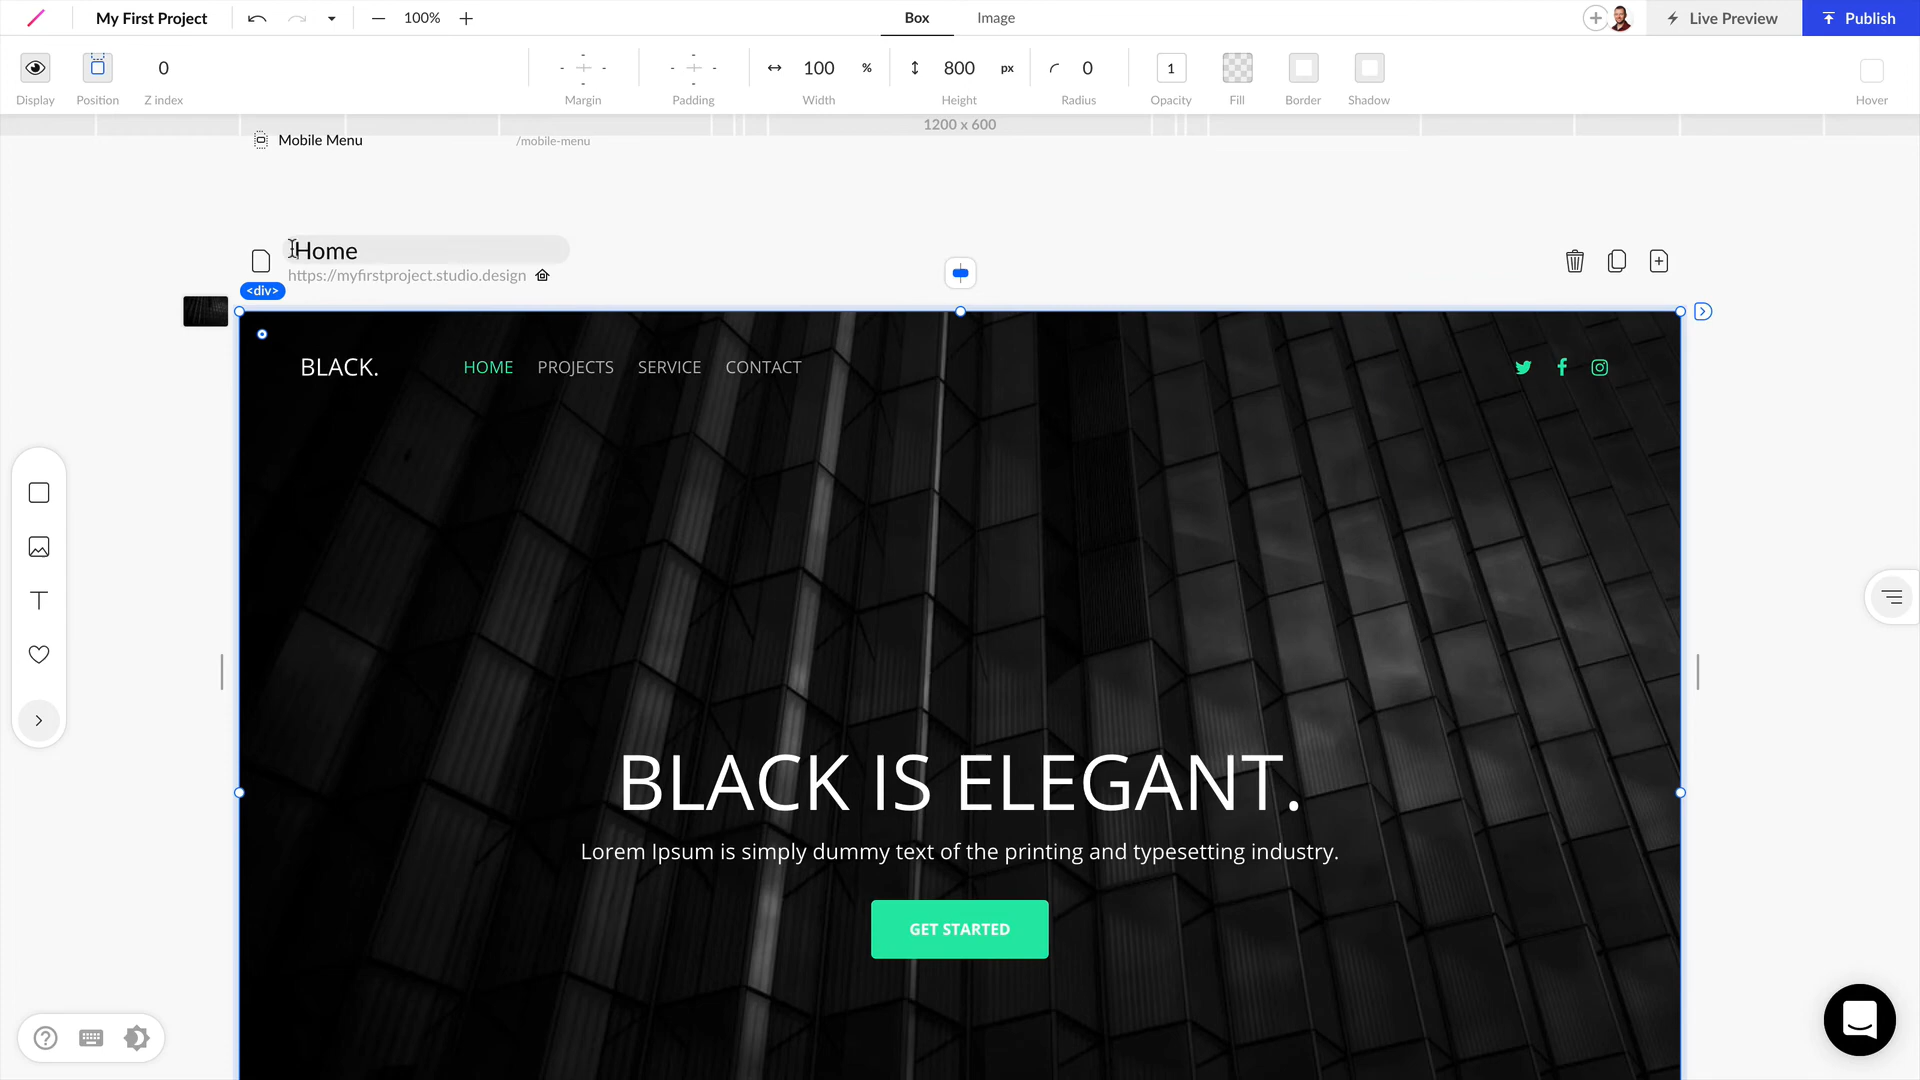 My First Project
100%
Box
Image
Live Preview
Publish
Display
Position
0
Z index
Margin
Padding
100 %
Width
800 px
Height
0
Radius
1
Opacity
Fill
Border
Shadow
Hover
1200 x 600
Mobile Menu
/mobile-menu
Home
https://myfirstproject.studio.design
<div>
BLACK.
HOME
PROJECTS
SERVICE
CONTACT
BLACK IS ELEGANT.
Lorem Ipsum is simply dummy text of the printing and typesetting industry.
GET STARTED